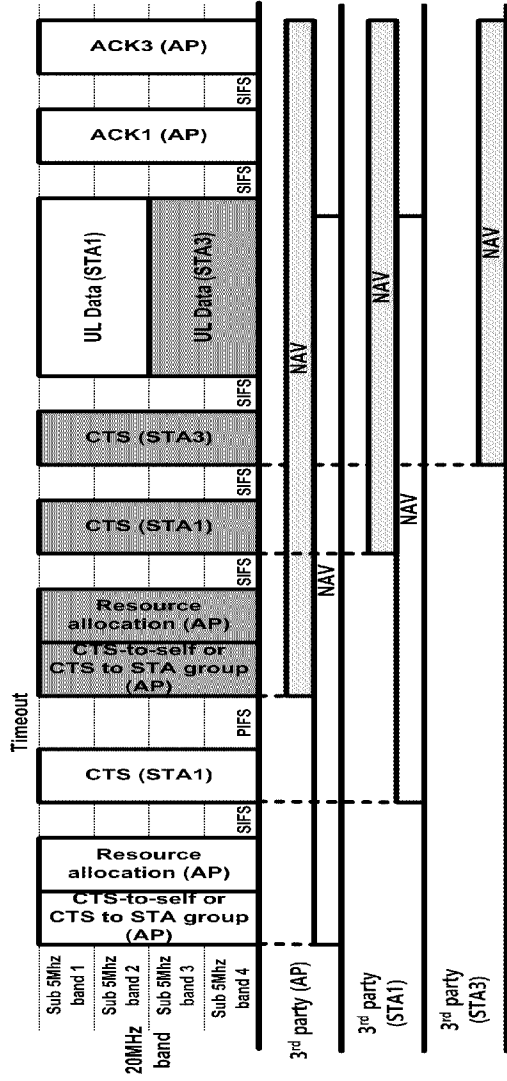 Timeout
20MHz
band
Sub 5Mhz
band 1
Sub 5Mhz
band 2
Sub 5Mhz
band 3
Sub 5Mhz
band 4
CTS-to-self or
CTS to STA group
(AP)
Resource
allocation (AP)
SIFS
CTS (STA1)
PIFS
CTS-to-self or
CTS to STA group
(AP)
Resource
allocation (AP)
SIFS
CTS (STA1)
SIFS
CTS (STA3)
SIFS
UL Data (STA1)
UL Data (STA3)
SIFS
ACK1 (AP)
SIFS
ACK3 (AP)
3rd party (AP)
NAV
NAV
3rd party
(STA1)
NAV
NAV
3rd party
(STA3)
NAV